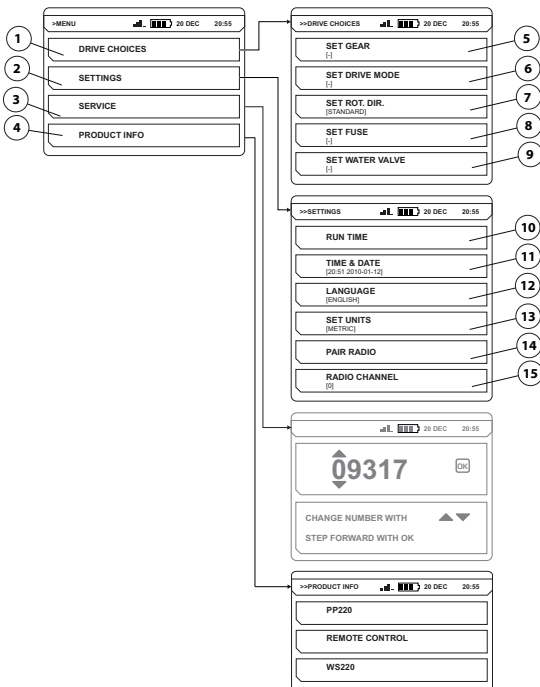 >MENU 20 DEC 20:55
1 DRIVE CHOICES
2 SETTINGS
3 SERVICE
4 PRODUCT INFO
>>DRIVE CHOICES 20 DEC 20:55
SET GEAR 5
[-]
SET DRIVE MODE 6
[-]
SET ROT. DIR. 7
[STANDARD]
SET FUSE 8
[-]
SET WATER VALVE 9
[-]
>>SETTINGS 20 DEC 20:55
RUN TIME 10
TIME & DATE 11
[20:51 2010-01-12]
LANGUAGE 12
[ENGLISH]
SET UNITS 13
[METRIC]
PAIR RADIO 14
RADIO CHANNEL 15
[0]
20 DEC 20:55
09317 OK
CHANGE NUMBER WITH
STEP FORWARD WITH OK
>>PRODUCT INFO 20 DEC 20:55
PP220
REMOTE CONTROL
WS220